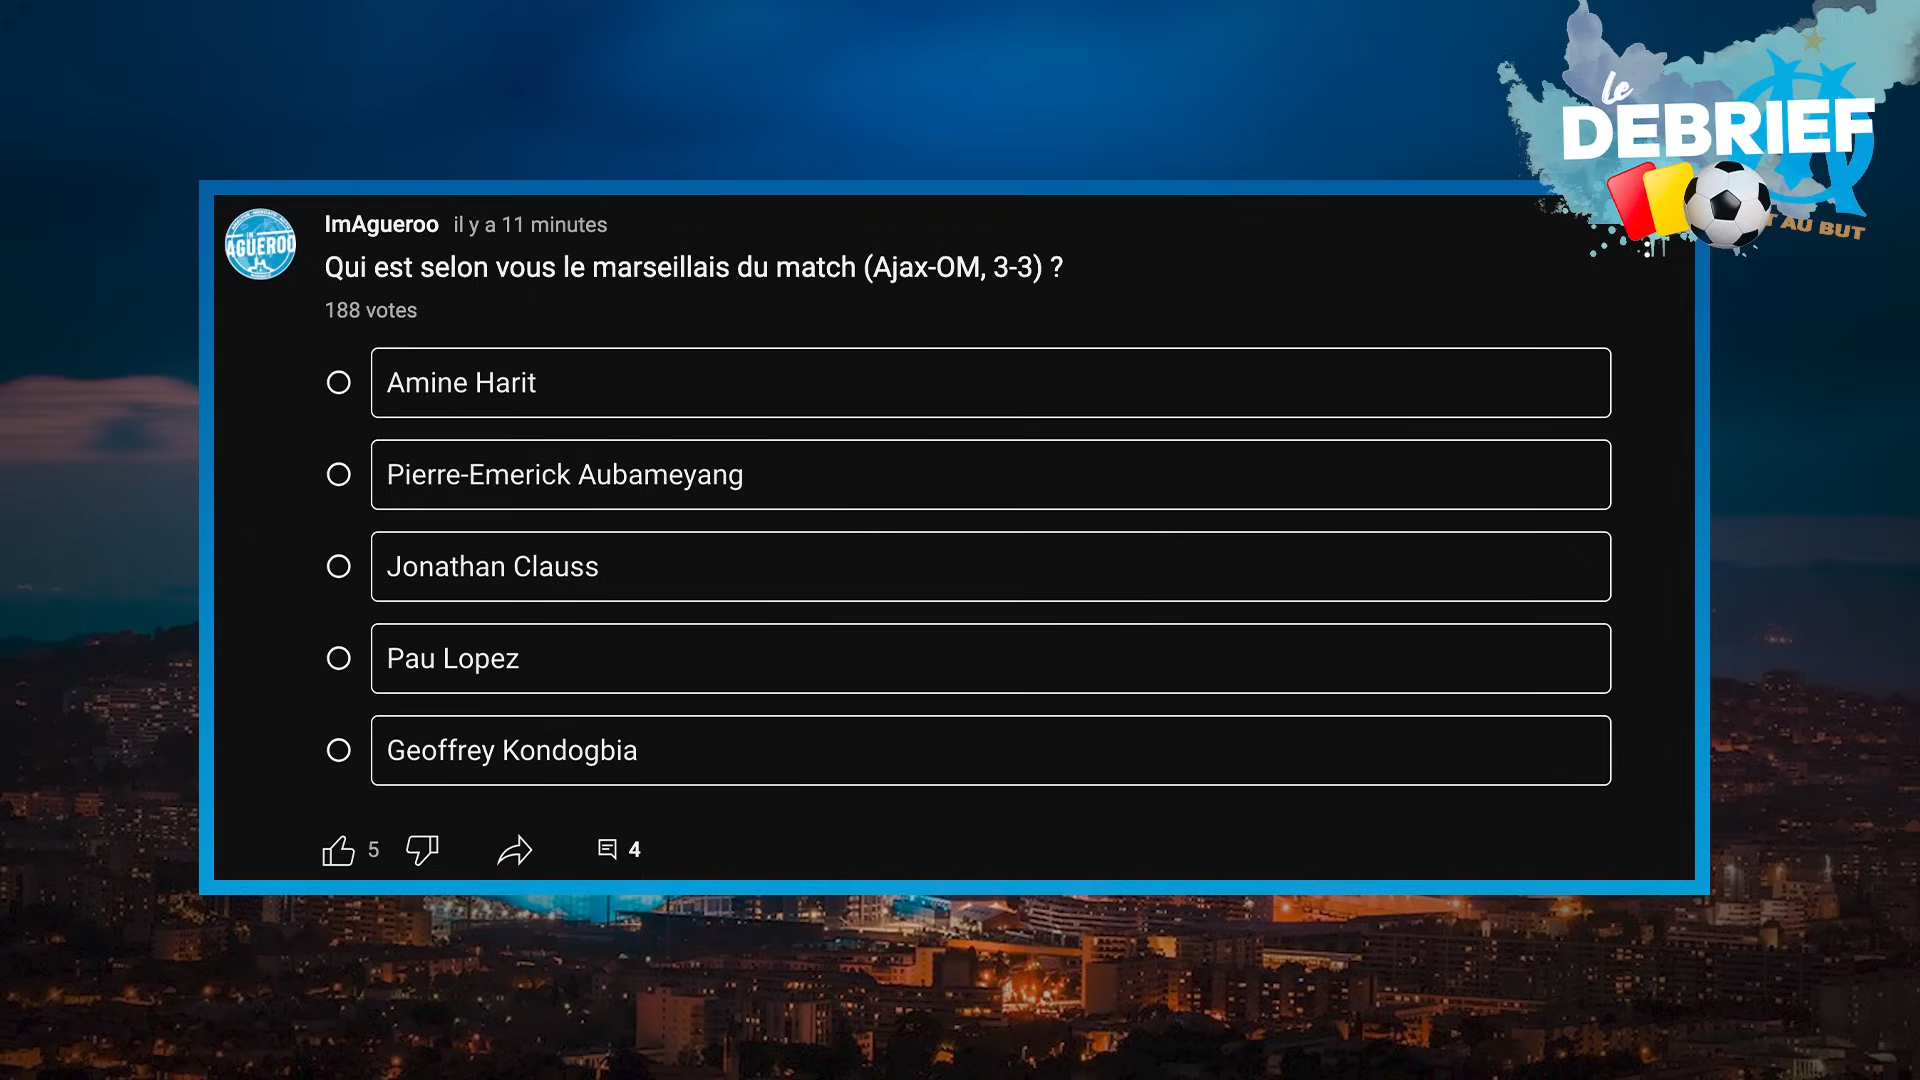 le
DEBRIEF
T AU BUT
AGUEROO
ImAgueroo il y a 11 minutes
Qui est selon vous le marseillais du match (Ajax-OM, 3-3) ?
188 votes
Amine Harit
Pierre-Emerick Aubameyang
Jonathan Clauss
Pau Lopez
Geoffrey Kondogbia
5
4